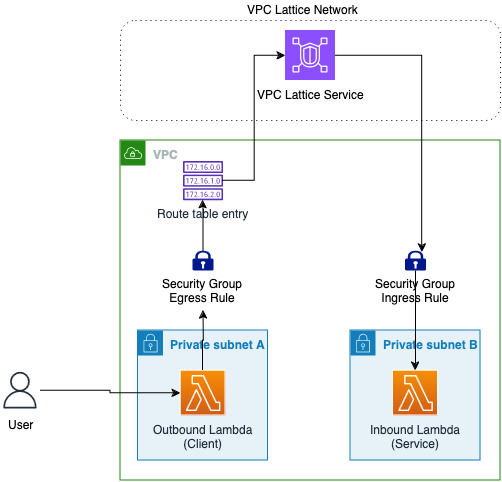 VPC Lattice Network
VPC Lattice Service
VPC
172.16.0.0
172.16.1.0
172.16.2.0
Route table entry
Security Group
Egress Rule
Security Group
Ingress Rule
Private subnet A
Private subnet B
User
Outbound Lambda
(Client)
Inbound Lambda
(Service)